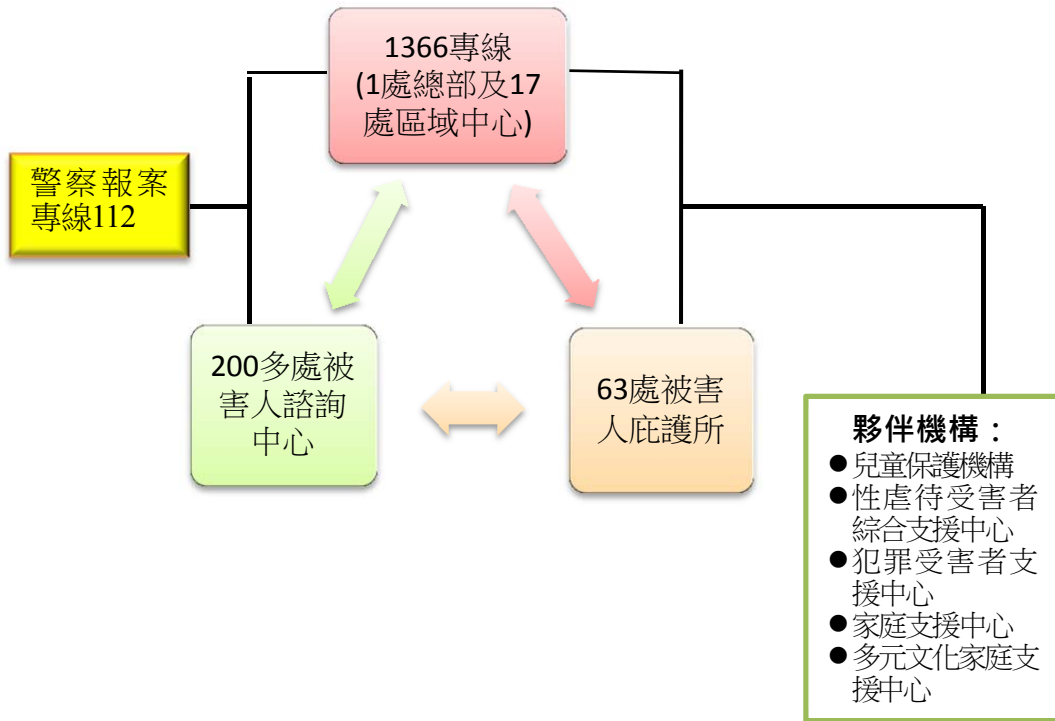 1366專線
(1處總部及17
處區域中心)
警察報案
專線112
200多處被
害人諮詢
中心
63處被害
人庇護所
夥伴機構：
●兒童保護機構
●性虐待受害者
綜合支援中心
●犯罪受害者支
援中心
●家庭支援中心
●多元文化家庭支
援中心